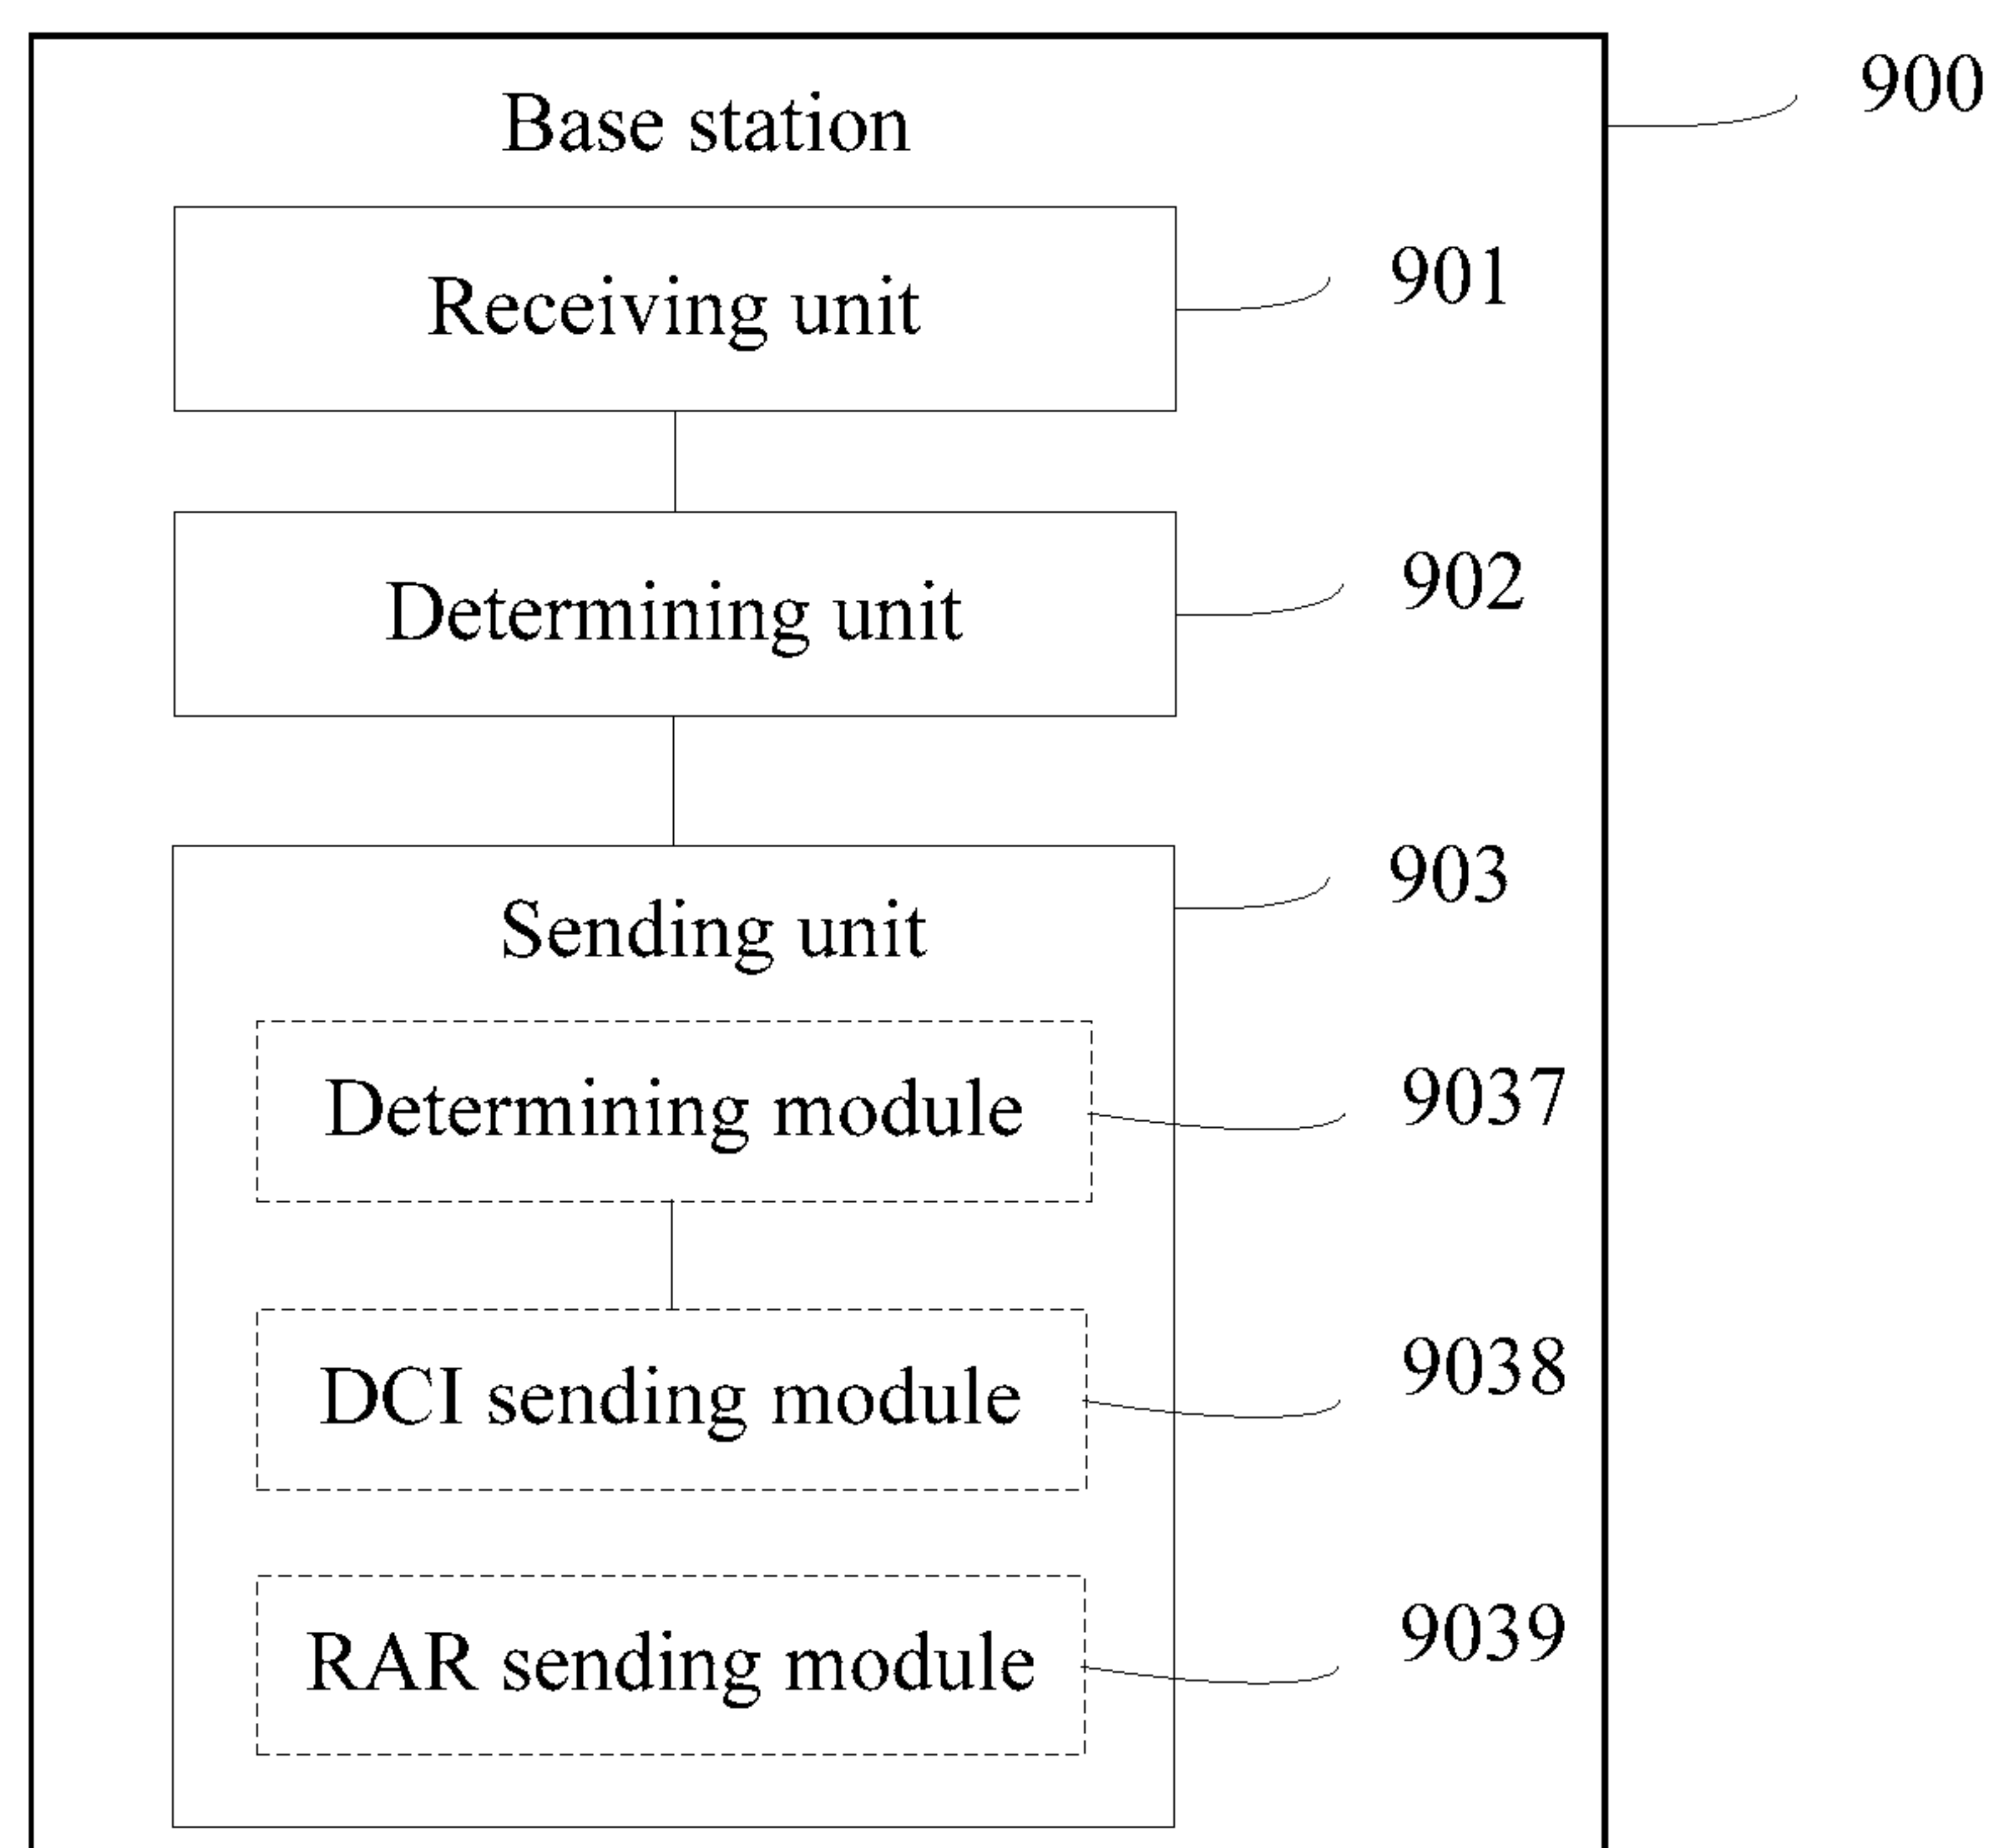 Base station
900
Receiving unit
901
Determining unit
902
903
Sending unit
Determining module
9037
DCI sending module
9038
RAR sending module
9039